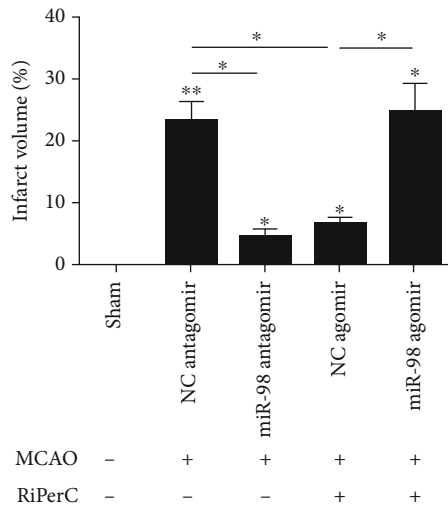 Infarct volume (%)
40
30
20
10
0
*
*
*
**
*
*
*
Sham
NC antagomir
miR-98 antagomir
NC agomir
miR-98 agomir
MCAO – + + + +
RiPerC – – – + +